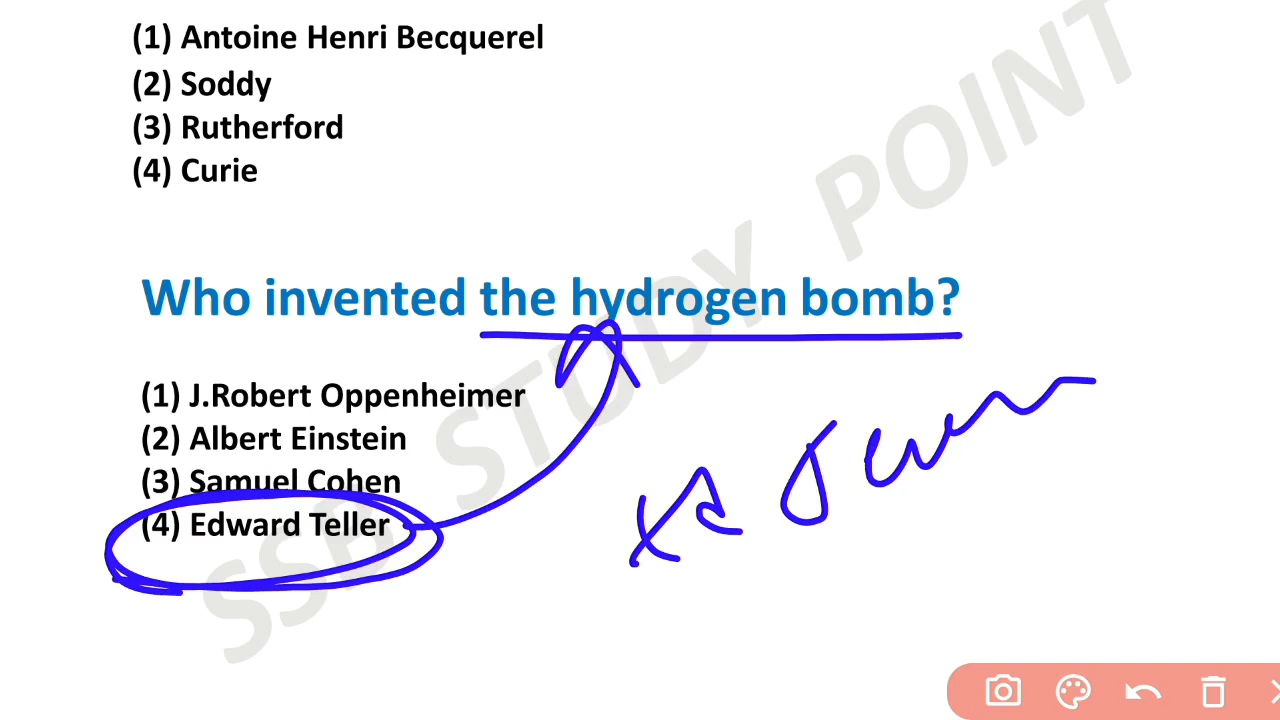 (1) Antoine Henri Becquerel
(2) Soddy
(3) Rutherford
(4) Curie
Who invented the hydrogen bomb?
(1) J.Robert Oppenheimer
(2) Albert Einstein
(3) Samuel Cohen
(4) Edward Teller
SSB STUDY POINT